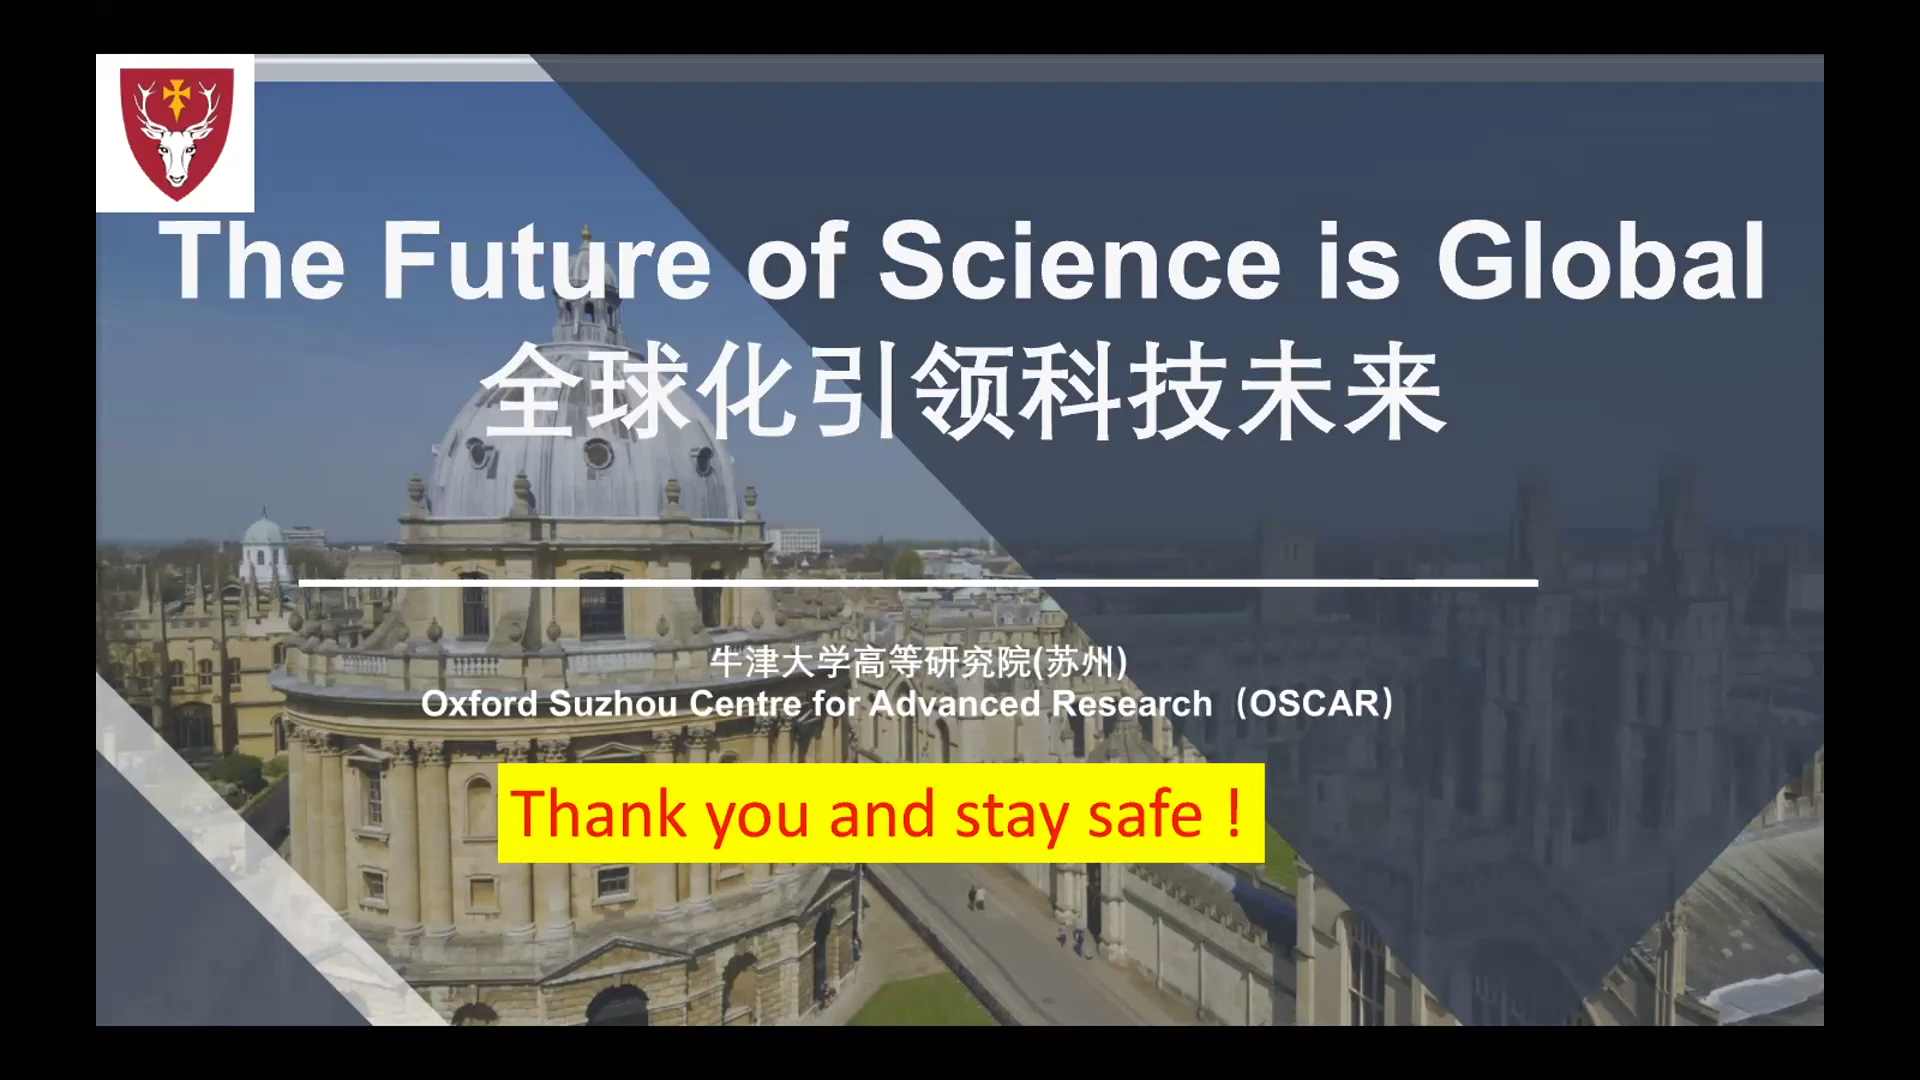 The Future of Science is Global
全球化引领科技未来
牛津大学高等研究院(苏州)
Oxford Suzhou Centre for Advanced Research（OSCAR）
Thank you and stay safe !